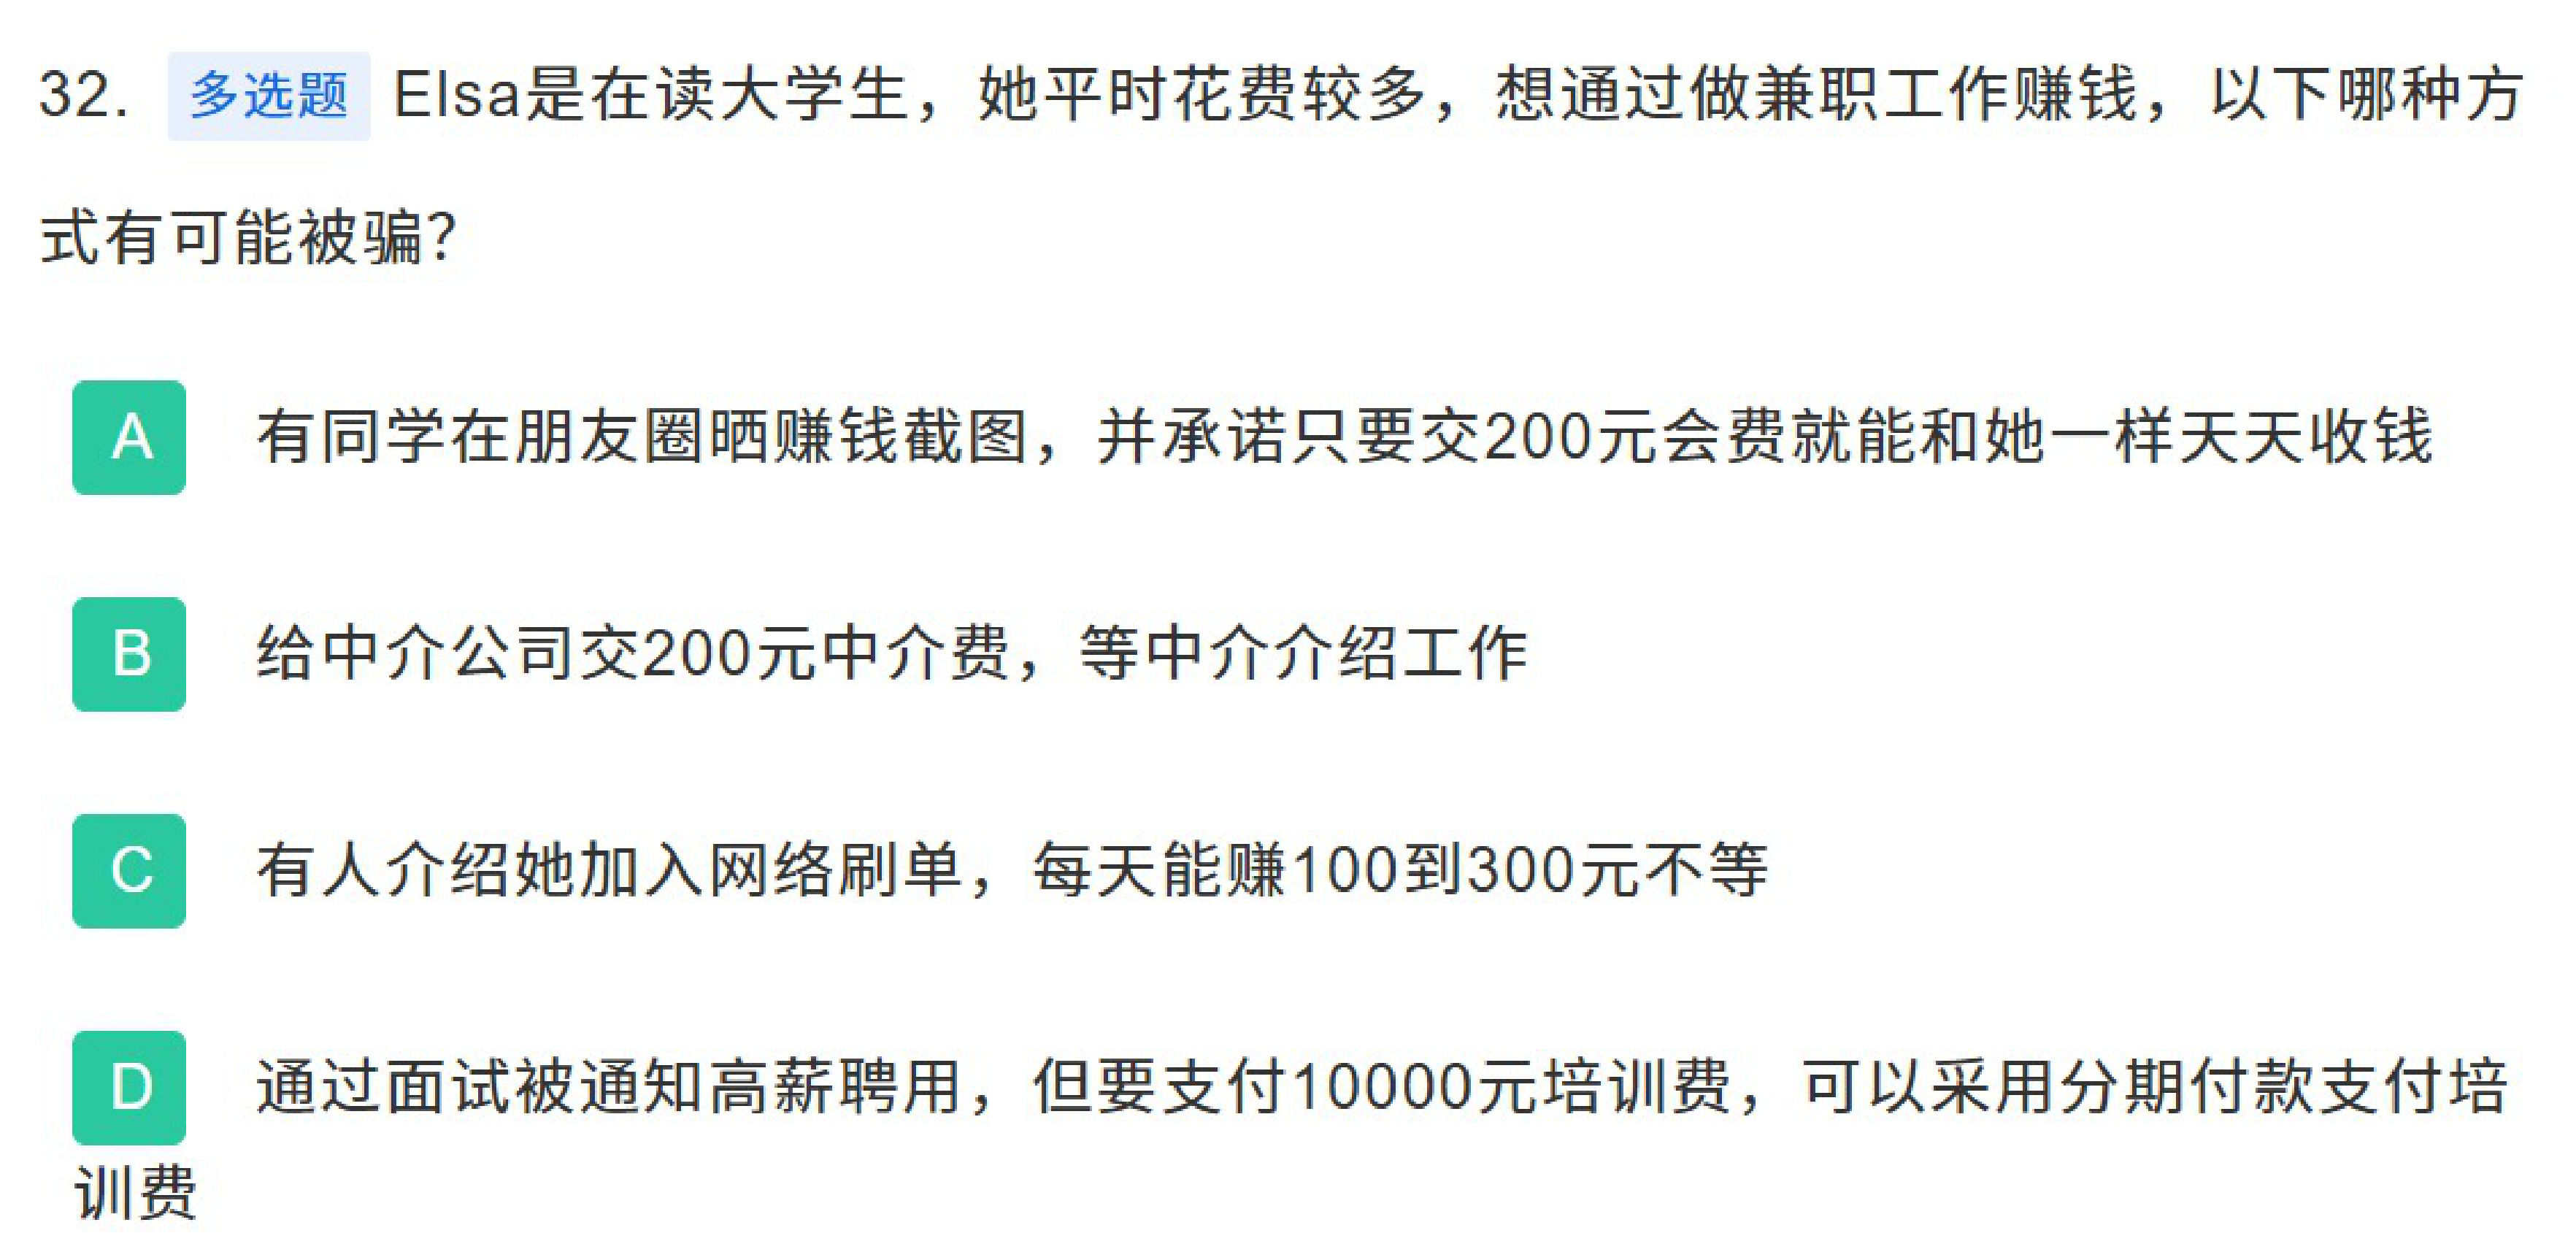 32. 多选题 Elsa是在读大学生，她平时花费较多，想通过做兼职工作赚钱，以下哪种方
式有可能被骗？
A 有同学在朋友圈晒赚钱截图，并承诺只要交200元会费就能和她一样天天收钱
B 给中介公司交200元中介费，等中介介绍工作
C 有人介绍她加入网络刷单，每天能赚100到300元不等
D 通过面试被通知高薪聘用，但要支付10000元培训费，可以采用分期付款支付培
训费